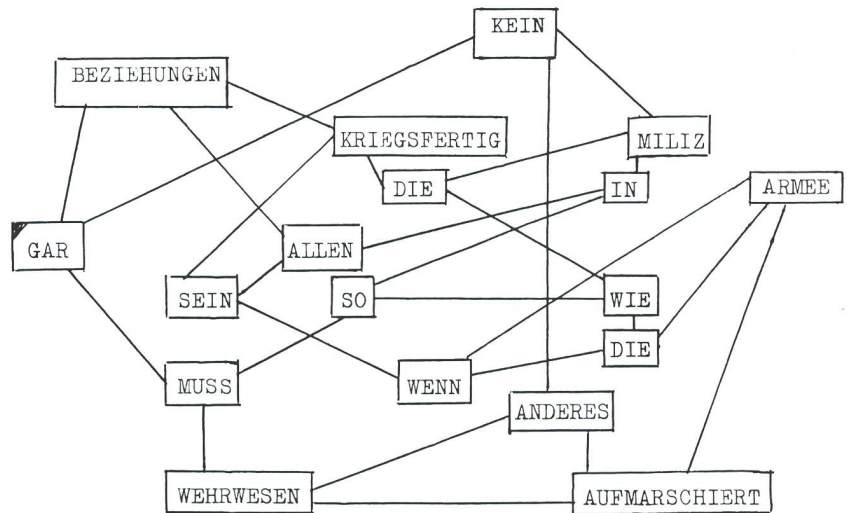 KEIN
BEZIEHUNGEN
KRIEGSFERTIG
MILIZ
DIE
IN
ARMEE
GAR
ALLEN
SEIN
SO
WIE
DIE
MUSS
WENN
ANDERES
WEHRWESEN
AUFMARSCHIERT